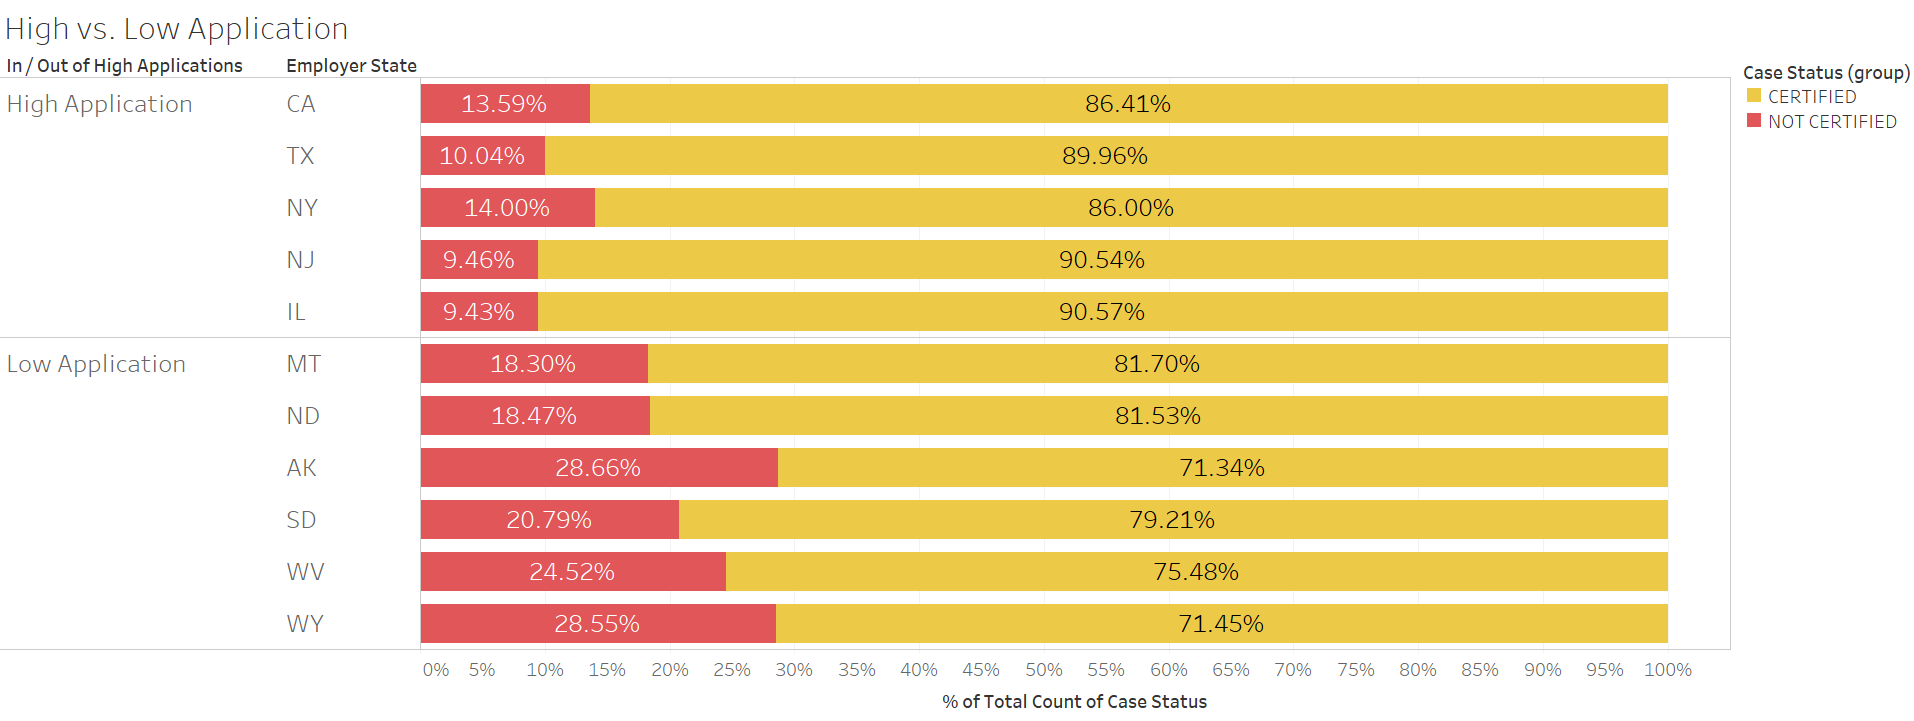 High vs. Low Application
In / Out of High Applications Employer State
Case Status (group)
CERTIFIED
NOT CERTIFIED
High Application CA 13.59% 86.41%
TX 10.04% 89.96%
NY 14.00% 86.00%
NJ 9.46% 90.54%
IL 9.43% 90.57%
Low Application MT 18.30% 81.70%
ND 18.47% 81.53%
AK 28.66% 71.34%
SD 20.79% 79.21%
WV 24.52% 75.48%
WY 28.55% 71.45%
0% 5% 10% 15% 20% 25% 30% 35% 40% 45% 50% 55% 60% 65% 70% 75% 80% 85% 90% 95% 100%
% of Total Count of Case Status